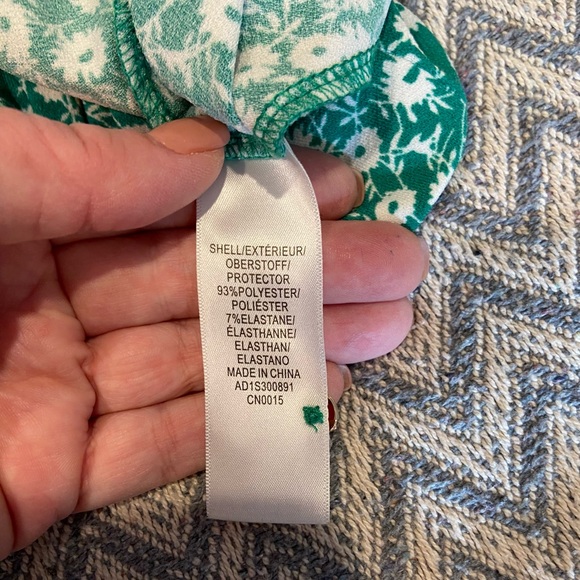 SHELL/EXTÉRIEUR/
OBERSTOFF/
PROTECTOR
93%POLYESTER/
POLIÉSTER
7%ELASTANE/
ÉLASTHANNE/
ELASTHAN/
ELASTANO
MADE IN CHINA
AD1S300891
CN0015